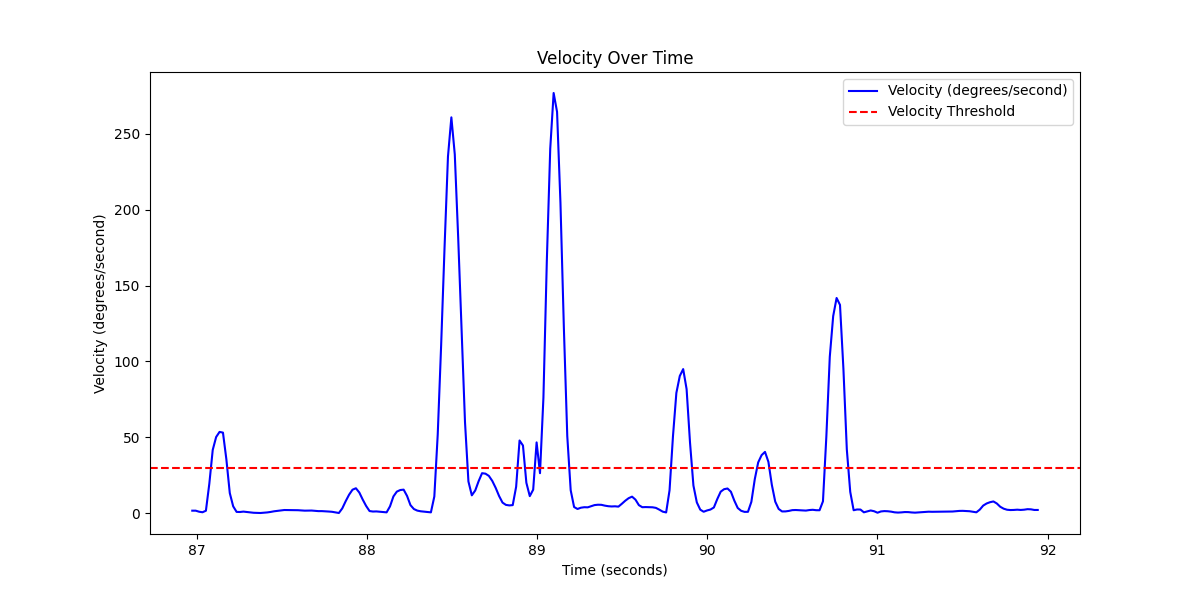 Velocity Over Time
Velocity (degrees/second)
Velocity Threshold
Velocity (degrees/second)
250
200
150
100
50
0
87 88 89 90 91 92
Time (seconds)